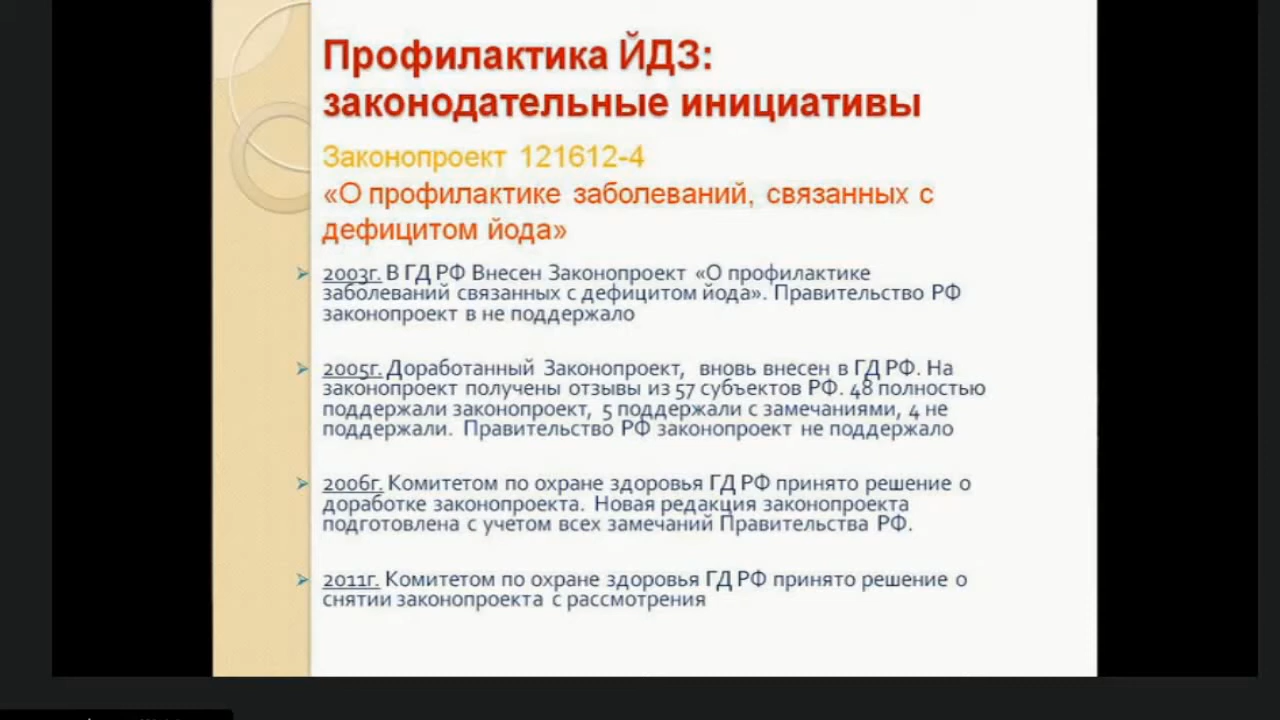 Профилактика ЙДЗ:
законодательные инициативы
Законопроект 121612-4
«О профилактике заболеваний, связанных с
дефицитом йода»
2003г. В ГД РФ Внесен Законопроект «О профилактике
заболеваний связанных с дефицитом йода». Правительство РФ
законопроект в не поддержало
2005г. Доработанный Законопроект, вновь внесен в ГД РФ. На
законопроект получены отзывы из 57 субъектов РФ. 48 полностью
поддержали законопроект, 5 поддержали с замечаниями, 4 не
поддержали. Правительство РФ законопроект не поддержало
2006г. Комитетом по охране здоровья ГД РФ принято решение о
доработке законопроекта. Новая редакция законопроекта
подготовлена с учетом всех замечаний Правительства РФ.
2011г. Комитетом по охране здоровья ГД РФ принято решение о
снятии законопроекта с рассмотрения